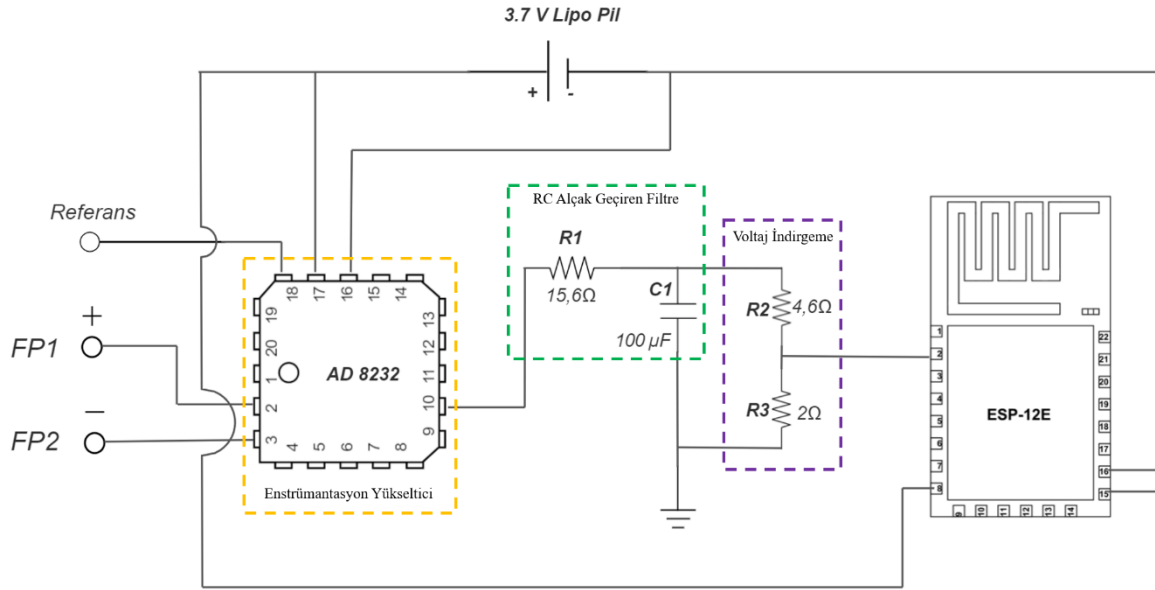 3.7 V Lipo Pil
+ -
Referans
RC Alçak Geçiren Filtre
Voltaj İndirgeme
R1
15,6Ω
C1
100 µF
R2
4,6Ω
R3
2Ω
+
FP1
−
FP2
18 17 16 15 14
19
20
1
2
3
13
12
11
10
9
4 5 6 7 8
AD 8232
Enstrümantasyon Yükseltici
1
2
3
4
5
6
7
8
22
21
20
19
18
17
16
15
ESP-12E
9 10 11 12 13 14